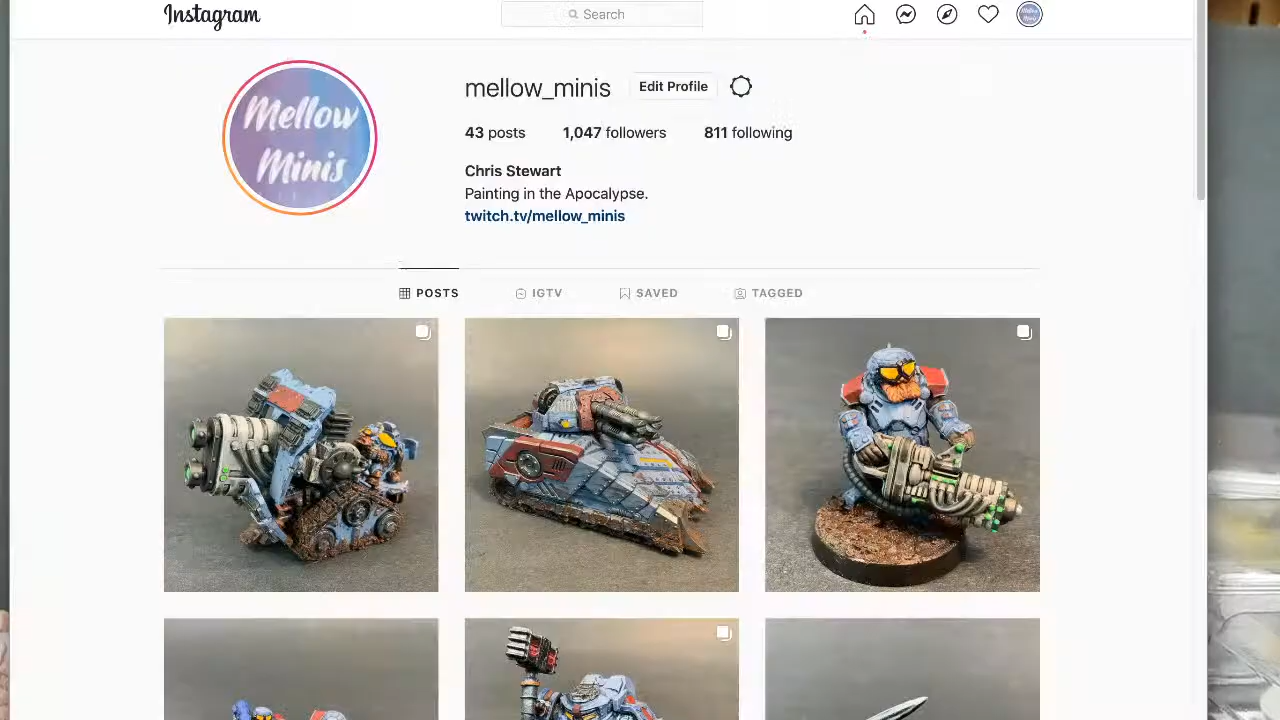 Instagram
Search
mellow_minis Edit Profile
43 posts 1,047 followers 811 following
Chris Stewart
Painting in the Apocalypse.
twitch.tv/mellow_minis
Mellow
Minis
POSTS IGTV SAVED TAGGED